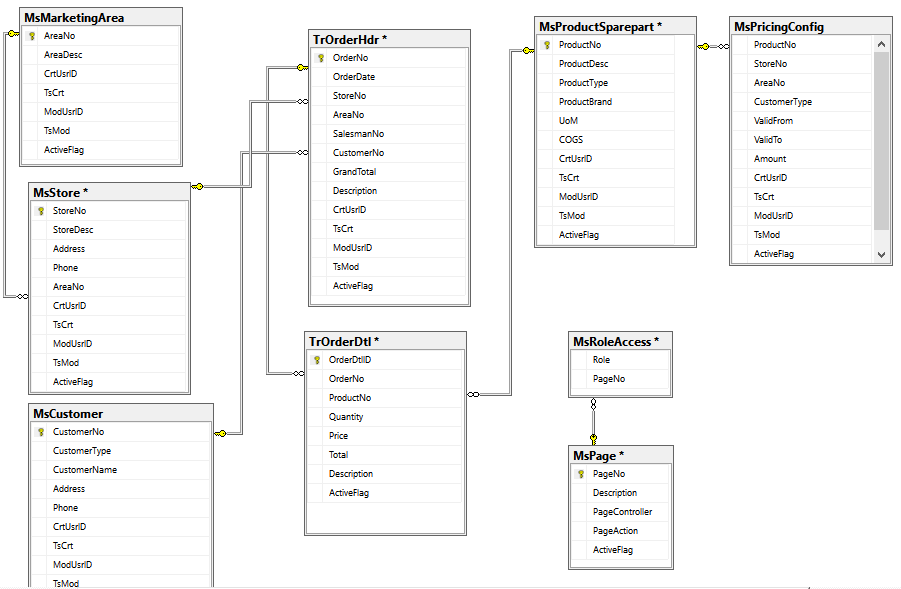 MsMarketingArea
AreaNo
AreaDesc
CrtUsrID
TsCrt
ModUsrID
TsMod
ActiveFlag
MsStore *
StoreNo
StoreDesc
Address
Phone
AreaNo
CrtUsrID
TsCrt
ModUsrID
TsMod
ActiveFlag
MsCustomer
CustomerNo
CustomerType
CustomerName
Address
Phone
CrtUsrID
TsCrt
ModUsrID
TsMod
TrOrderHdr *
OrderNo
OrderDate
StoreNo
AreaNo
SalesmanNo
CustomerNo
GrandTotal
Description
CrtUsrID
TsCrt
ModUsrID
TsMod
ActiveFlag
TrOrderDtl *
OrderDtlID
OrderNo
ProductNo
Quantity
Price
Total
Description
ActiveFlag
MsProductSparepart *
ProductNo
ProductDesc
ProductType
ProductBrand
UoM
COGS
CrtUsrID
TsCrt
ModUsrID
TsMod
ActiveFlag
MsPricingConfig
ProductNo
StoreNo
AreaNo
CustomerType
ValidFrom
ValidTo
Amount
CrtUsrID
TsCrt
ModUsrID
TsMod
ActiveFlag
MsRoleAccess *
Role
PageNo
MsPage *
PageNo
Description
PageController
PageAction
ActiveFlag